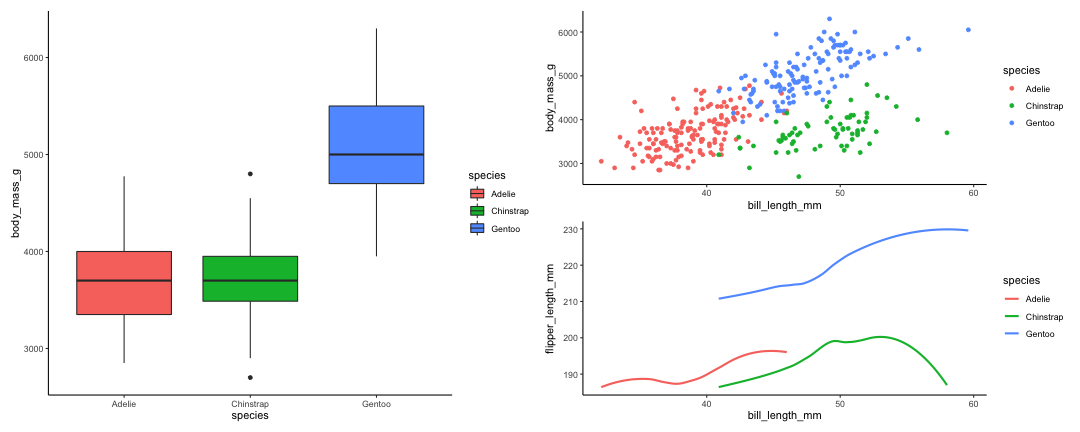 body_mass_g
6000
5000
4000
3000
Adelie Chinstrap Gentoo
species
species
Adelie
Chinstrap
Gentoo
body_mass_g
6000
5000
4000
3000
40 50 60
bill_length_mm
species
Adelie
Chinstrap
Gentoo
flipper_length_mm
230
220
210
200
190
40 50 60
bill_length_mm
species
Adelie
Chinstrap
Gentoo